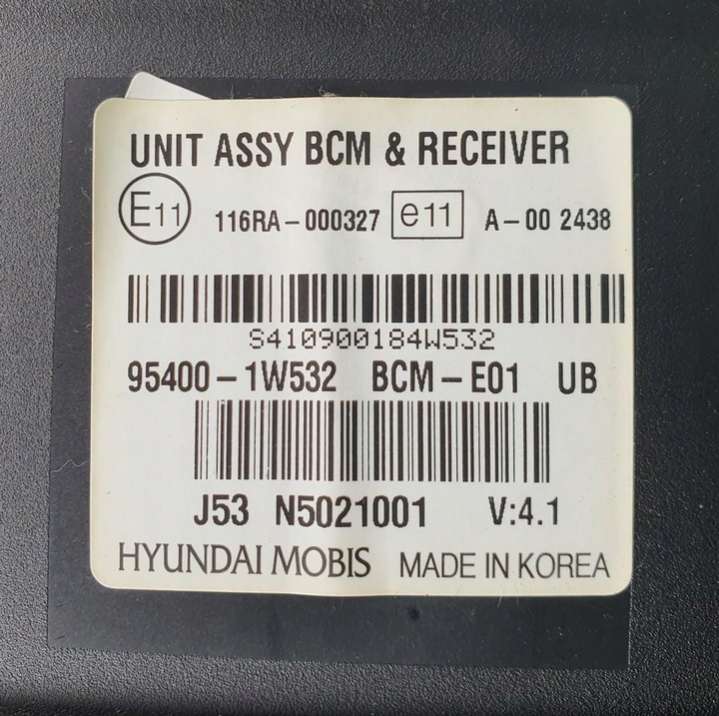 UNIT ASSY BCM & RECEIVER
E11 116RA-000327 e11 A-00 2438
S410900184W532
95400-1W532 BCM-E01 UB
J53 N5021001 V:4.1
HYUNDAI MOBIS MADE IN KOREA